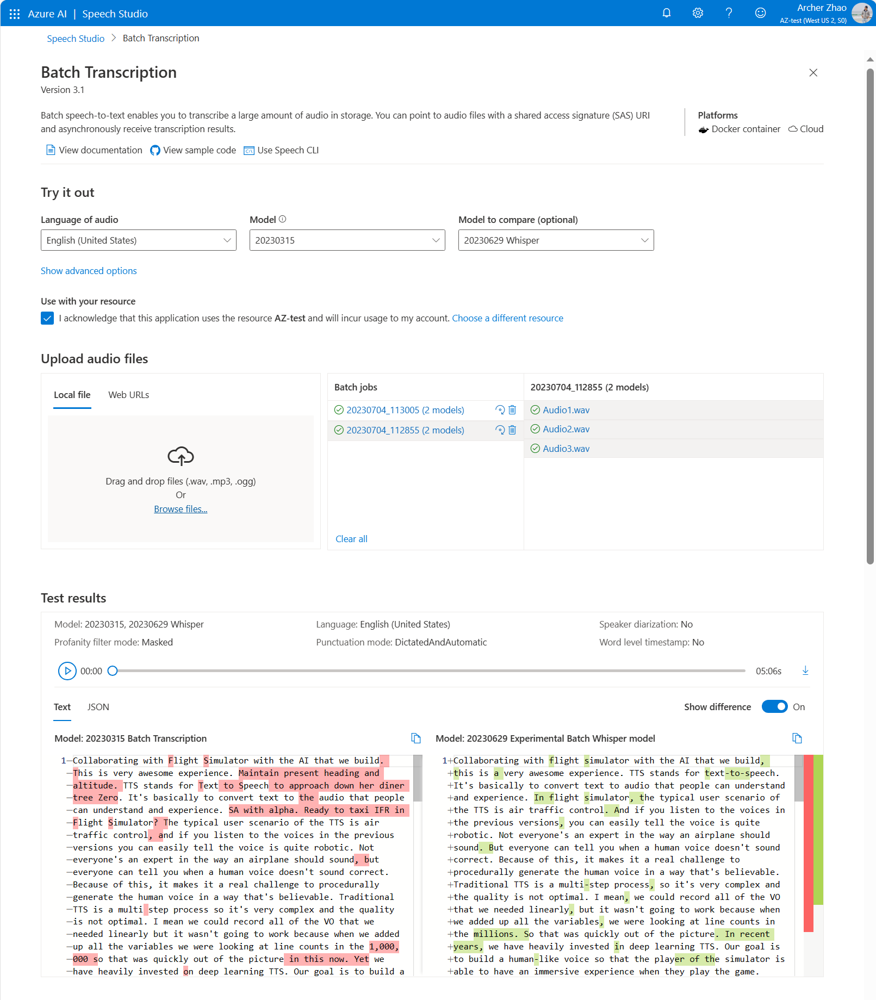 Azure AI | Speech Studio
Archer Zhao
AZ-test (West US 2, S0)
Speech Studio > Batch Transcription
Batch Transcription
Version 3.1
Batch speech-to-text enables you to transcribe a large amount of audio in storage. You can point to audio files with a shared access signature (SAS) URI
and asynchronously receive transcription results.
Platforms
Docker container Cloud
View documentation View sample code Use Speech CLI
Try it out
Language of audio Model Model to compare (optional)
English (United States) 20230315 20230629 Whisper
Show advanced options
Use with your resource
I acknowledge that this application uses the resource AZ-test and will incur usage to my account. Choose a different resource
Upload audio files
Local file Web URLs
Drag and drop files (.wav, .mp3, .ogg)
Or
Browse files...
Batch jobs
20230704_113005 (2 models)
20230704_112855 (2 models)
Clear all
20230704_112855 (2 models)
Audio1.wav
Audio2.wav
Audio3.wav
Test results
Model: 20230315, 20230629 Whisper Language: English (United States) Speaker diarization: No
Profanity filter mode: Masked Punctuation mode: DictatedAndAutomatic Word level timestamp: No
00:00 05:06s
Text JSON Show difference On
Model: 20230315 Batch Transcription
1—Collaborating with Flight Simulator with the AI that we build.
—This is very awesome experience. Maintain present heading and
—altitude. TTS stands for Text to Speech to approach down her diner
—tree Zero. It's basically to convert text to the audio that people
—can understand and experience. SA with alpha. Ready to taxi IFR in
—Flight Simulator? The typical user scenario of the TTS is air
—traffic control, and if you listen to the voices in the previous
—versions you can easily tell the voice is quite robotic. Not
—everyone's an expert in the way an airplane should sound, but
—everyone can tell you when a human voice doesn't sound correct.
—Because of this, it makes it a real challenge to procedurally
—generate the human voice in a way that's believable. Traditional
—TTS is a multi step process so it's very complex and the quality
—is not optimal. I mean we could record all of the VO that we
—needed linearly but it wasn't going to work because when we added
—up all the variables we were looking at line counts in the 1,000,
—000 so that was quickly out of the picture in this now. Yet we
—have heavily invested on deep learning TTS. Our goal is to build a
Model: 20230629 Experimental Batch Whisper model
1+Collaborating with flight simulator with the AI that we build,
+this is a very awesome experience. TTS stands for text-to-speech.
+It's basically to convert text to audio that people can understand
+and experience. In flight simulator, the typical user scenario of
+the TTS is air traffic control. And if you listen to the voices in
+the previous versions, you can easily tell the voice is quite
+robotic. Not everyone's an expert in the way an airplane should
+sound. But everyone can tell you when a human voice doesn't sound
+correct. Because of this, it makes it a real challenge to
+procedurally generate the human voice in a way that's believable.
+Traditional TTS is a multi-step process, so it's very complex and
+the quality is not optimal. I mean, we could record all of the VO
+that we needed linearly, but it wasn't going to work because when
+we added up all the variables, we were looking at line counts in
+the millions. So that was quickly out of the picture. In recent
+years, we have heavily invested in deep learning TTS. Our goal is
+to build a human-like voice so that the player of the simulator is
+able to have an immersive experience when they play the game.